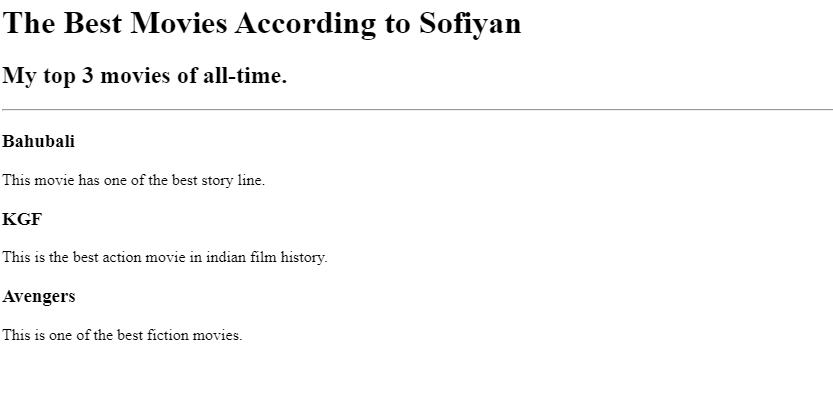 The Best Movies According to Sofiyan
My top 3 movies of all-time.
Bahubali
This movie has one of the best story line.
KGF
This is the best action movie in indian film history.
Avengers
This is one of the best fiction movies.